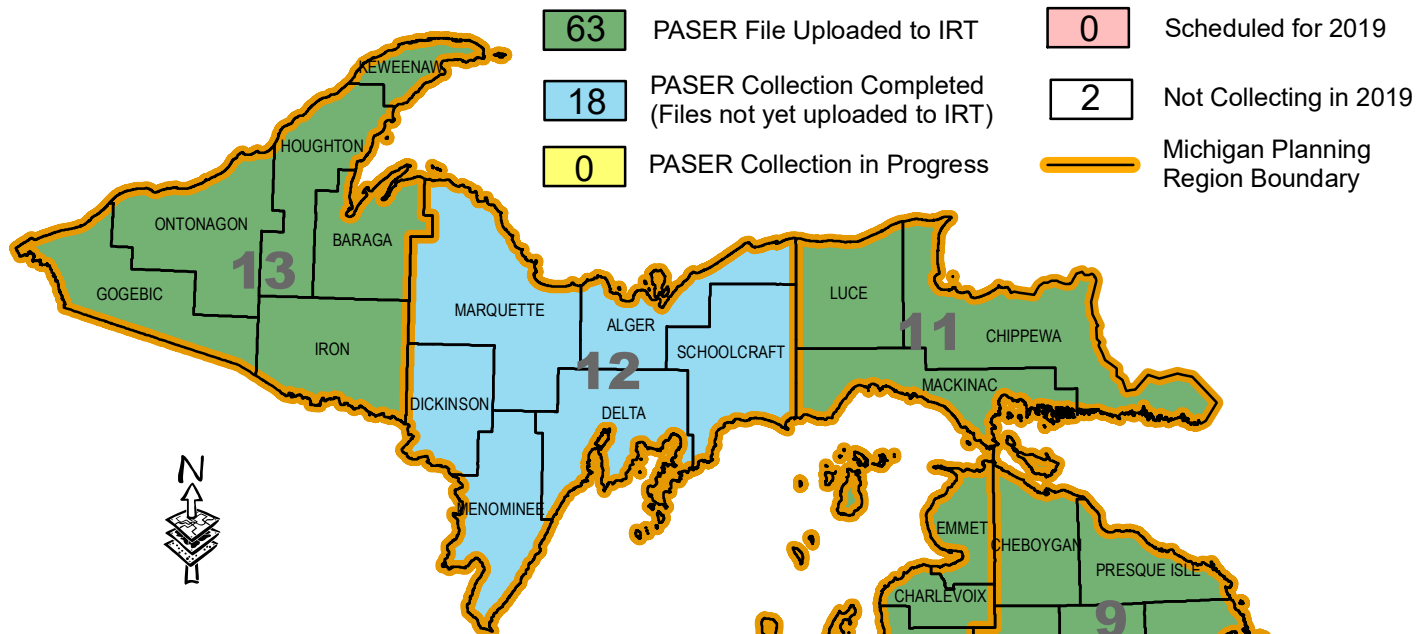 63 PASER File Uploaded to IRT
0 Scheduled for 2019
18 PASER Collection Completed
(Files not yet uploaded to IRT)
2 Not Collecting in 2019
0 PASER Collection in Progress
Michigan Planning
Region Boundary
KEWEENAW
HOUGHTON
ONTONAGON
BARAGA
13
GOGEBIC
IRON
MARQUETTE
ALGER
SCHOOLCRAFT
12
DICKINSON
DELTA
MENOMINEE
LUCE
11
CHIPPEWA
MACKINAC
N
EMMET
CHEBOYGAN
PRESQUE ISLE
CHARLEVOIX
9